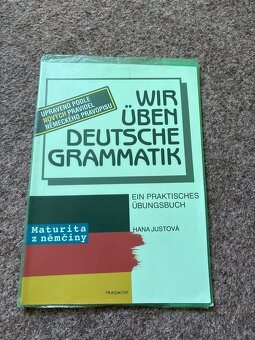 UPRAVENO PODLE
NOVÝCH PRAVIDEL
NĚMECKÉHO PRAVOPISU
WIR
ÜBEN
DEUTSCHE
GRAMMATIK
EIN PRAKTISCHES
ÜBUNGSBUCH
HANA JUSTOVÁ
Maturita
z němčiny
FRAGMENT